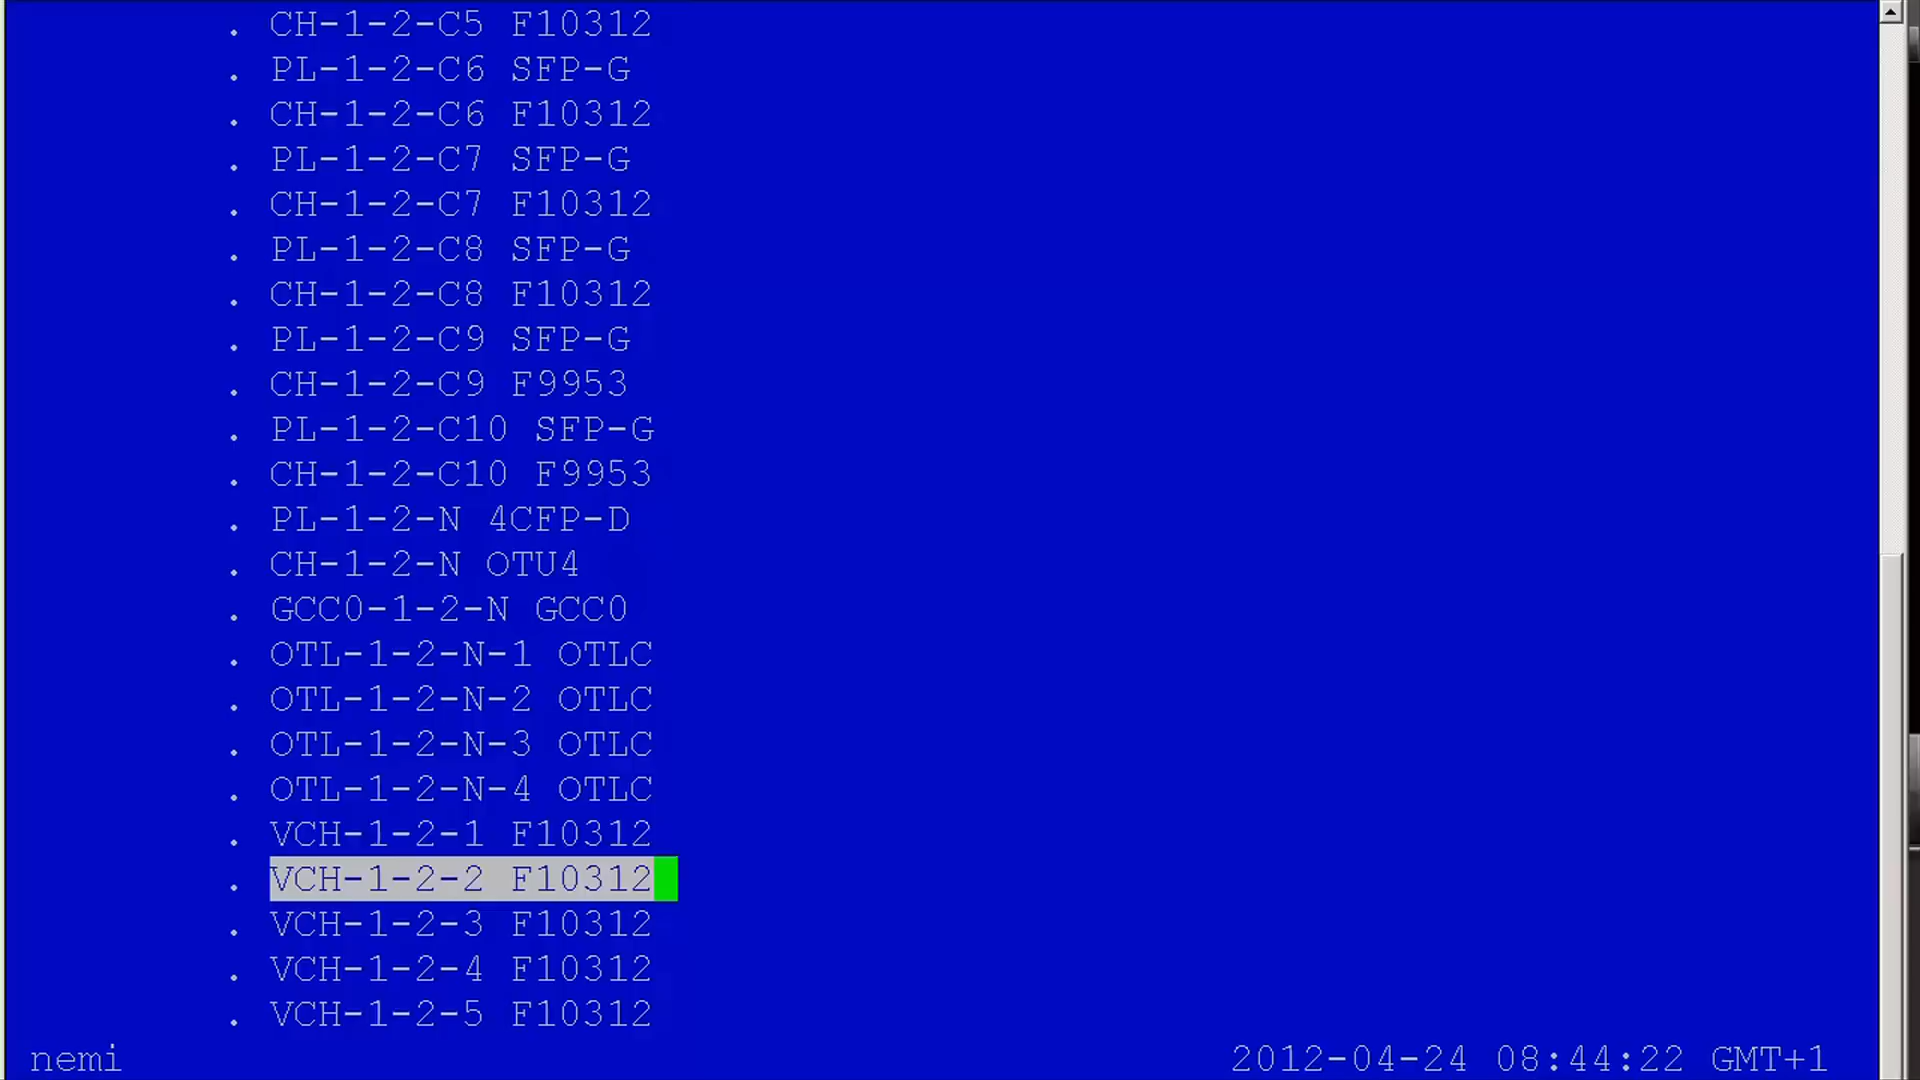 . CH-1-2-C5 F10312
. PL-1-2-C6 SFP-G
. CH-1-2-C6 F10312
. PL-1-2-C7 SFP-G
. CH-1-2-C7 F10312
. PL-1-2-C8 SFP-G
. CH-1-2-C8 F10312
. PL-1-2-C9 SFP-G
. CH-1-2-C9 F9953
. PL-1-2-C10 SFP-G
. CH-1-2-C10 F9953
. PL-1-2-N 4CFP-D
. CH-1-2-N OTU4
. GCC0-1-2-N GCC0
. OTL-1-2-N-1 OTLC
. OTL-1-2-N-2 OTLC
. OTL-1-2-N-3 OTLC
. OTL-1-2-N-4 OTLC
. VCH-1-2-1 F10312
. VCH-1-2-2 F10312
. VCH-1-2-3 F10312
. VCH-1-2-4 F10312
. VCH-1-2-5 F10312
nemi 2012-04-24 08:44:22 GMT+1